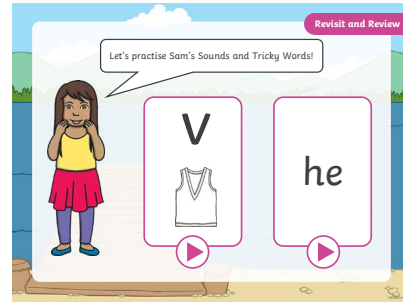 Revisit and Review
Let's practise Sam's Sounds and Tricky Words!
v
he